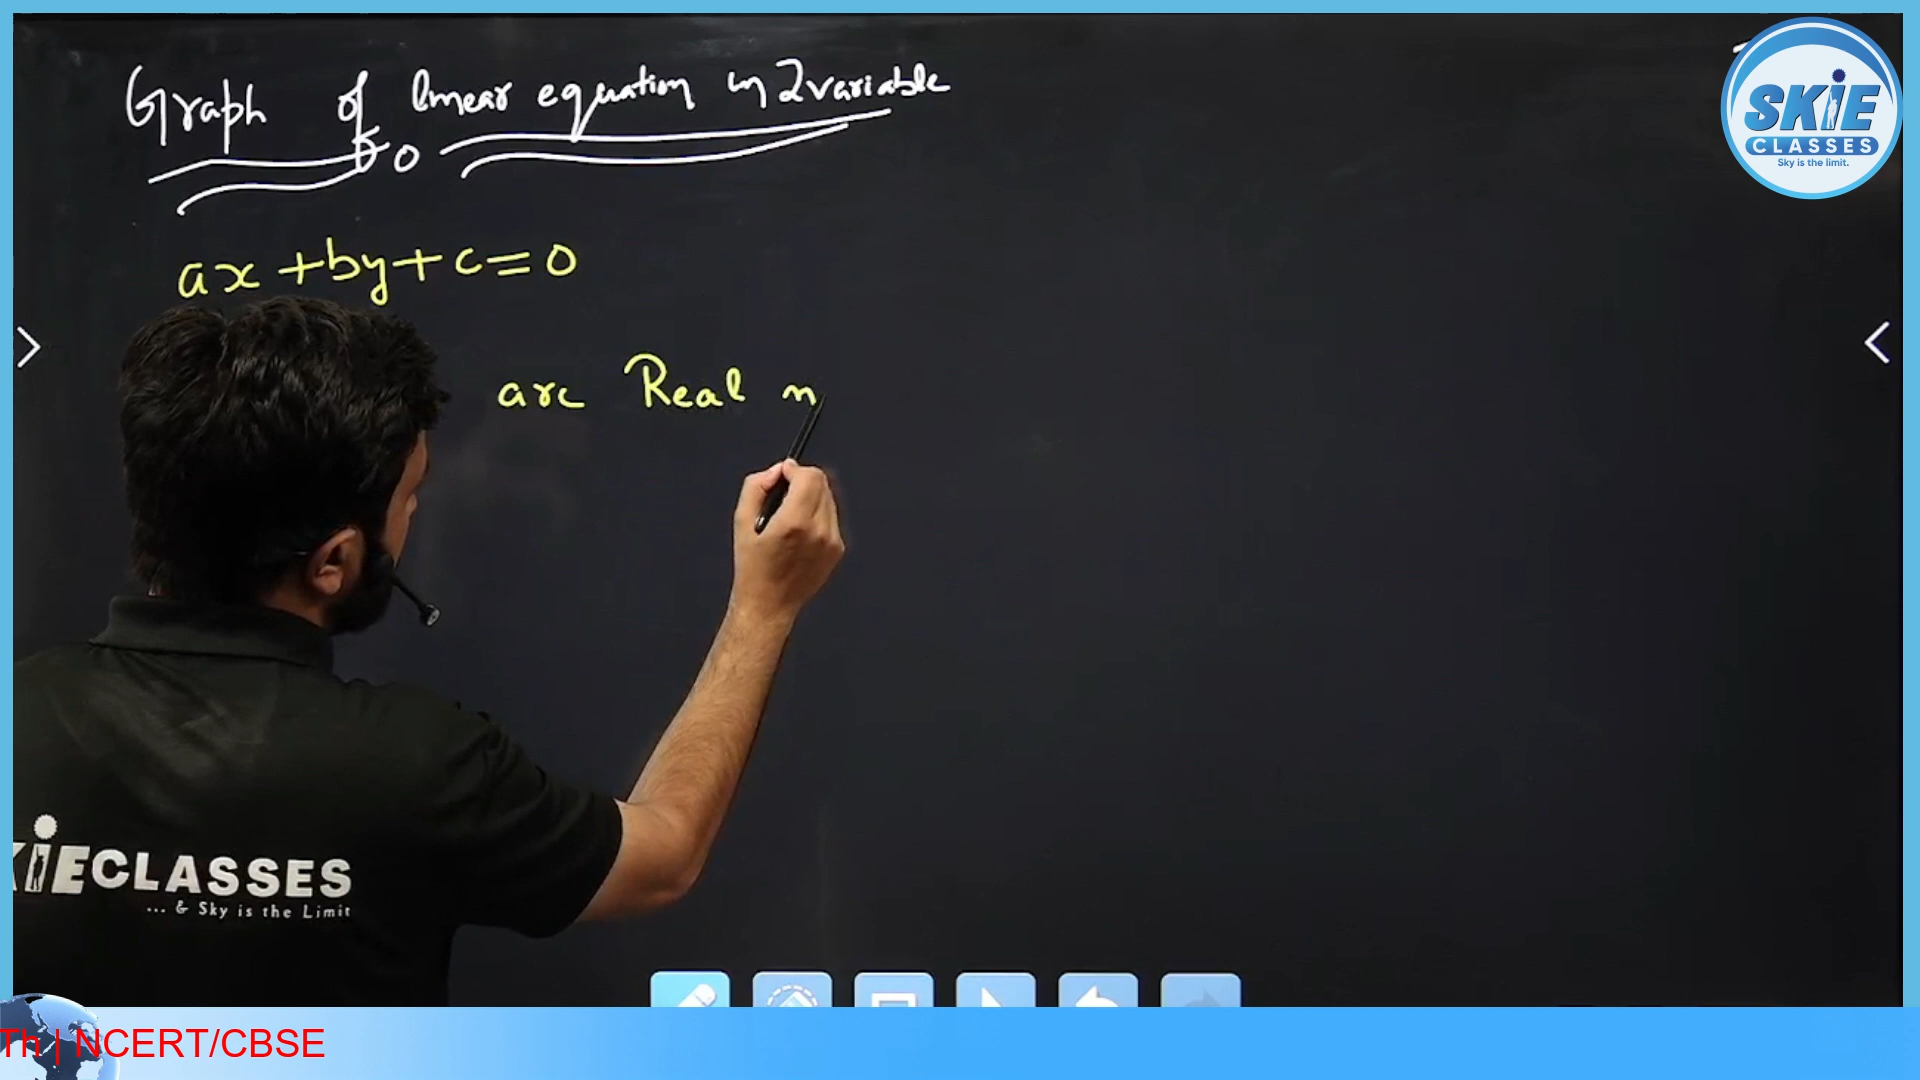 Graph of linear equation in 2 variable
SKIE
CLASSES
Sky is the limit.
ax + by + c = 0
are Real n
KIECLASSES
... & Sky is the Limit
Th | NCERT/CBSE